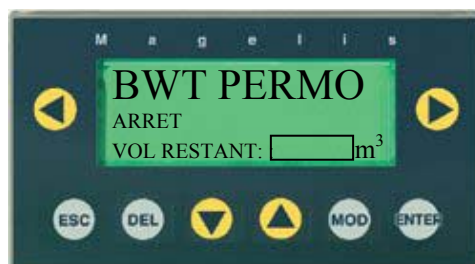 M a g e l i s
BWT PERMO
ARRET
VOL RESTANT: m³
ESC DEL MOD ENTER